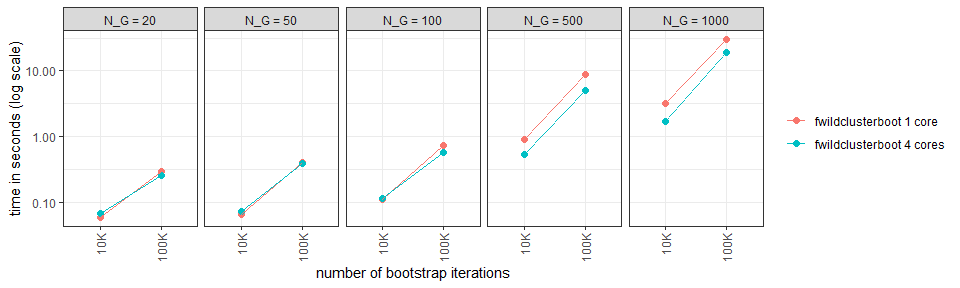 N_G = 20
N_G = 50
N_G = 100
N_G = 500
N_G = 1000
time in seconds (log scale)
10.00
1.00
0.10
10K
100K
10K
100K
10K
100K
10K
100K
10K
100K
number of bootstrap iterations
fwildclusterboot 1 core
fwildclusterboot 4 cores